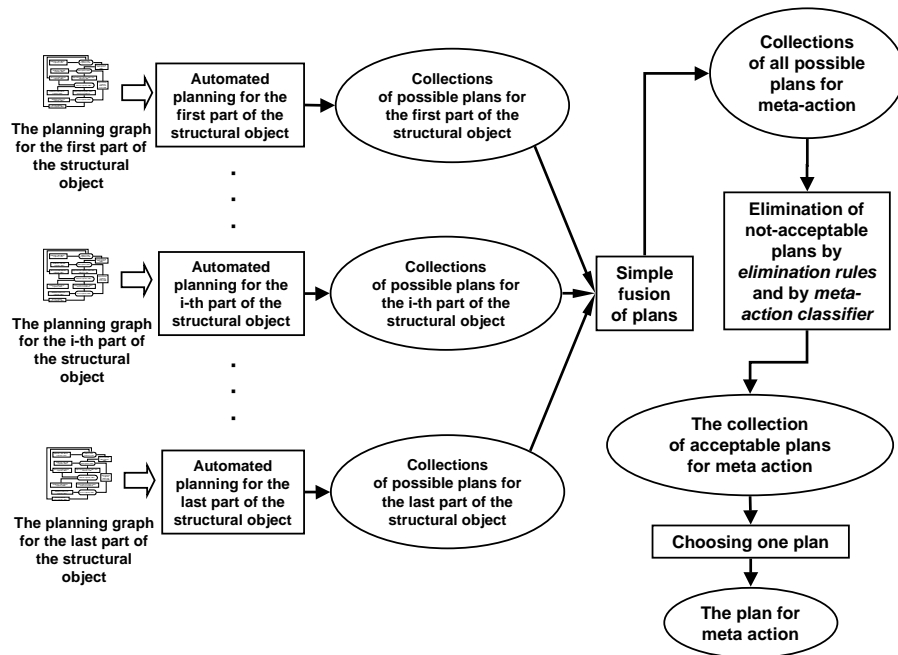 The planning graph
for the first part of
the structural
object
Automated
planning for the
first part of the
structural object
Collections
of possible plans for
the first part of the
structural object
The planning graph
for the i-th part of
the structural
object
Automated
planning for the
i-th part of the
structural object
Collections
of possible plans for
the i-th part of the
structural object
The planning graph
for the last part of
the structural
object
Automated
planning for the
last part of the
structural object
Collections
of possible plans for
the last part of the
structural object
Simple
fusion
of plans
Collections
of all possible
plans for
meta-action
Elimination of
not-acceptable
plans by
elimination rules
and by meta-
action classifier
The collection
of acceptable plans
for meta action
Choosing one plan
The plan for
meta action